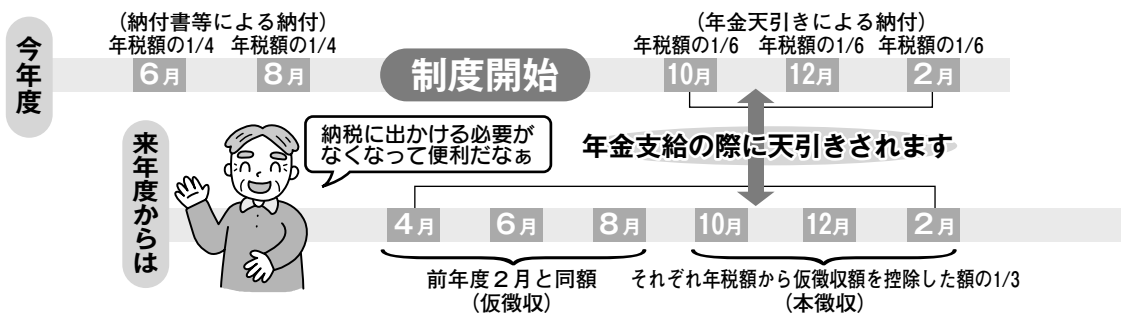 今年度
(納付書等による納付)
年税額の1/4 年税額の1/4
6月 8月
制度開始
(年金天引きによる納付)
年税額の1/6 年税額の1/6 年税額の1/6
10月 12月 2月
納税に出かける必要が
なくなって便利だなぁ
年金支給の際に天引きされます
来年度からは
4月 6月 8月 10月 12月 2月
前年度2月と同額
(仮徴収)
それぞれ年税額から仮徴収額を控除した額の1/3
(本徴収)